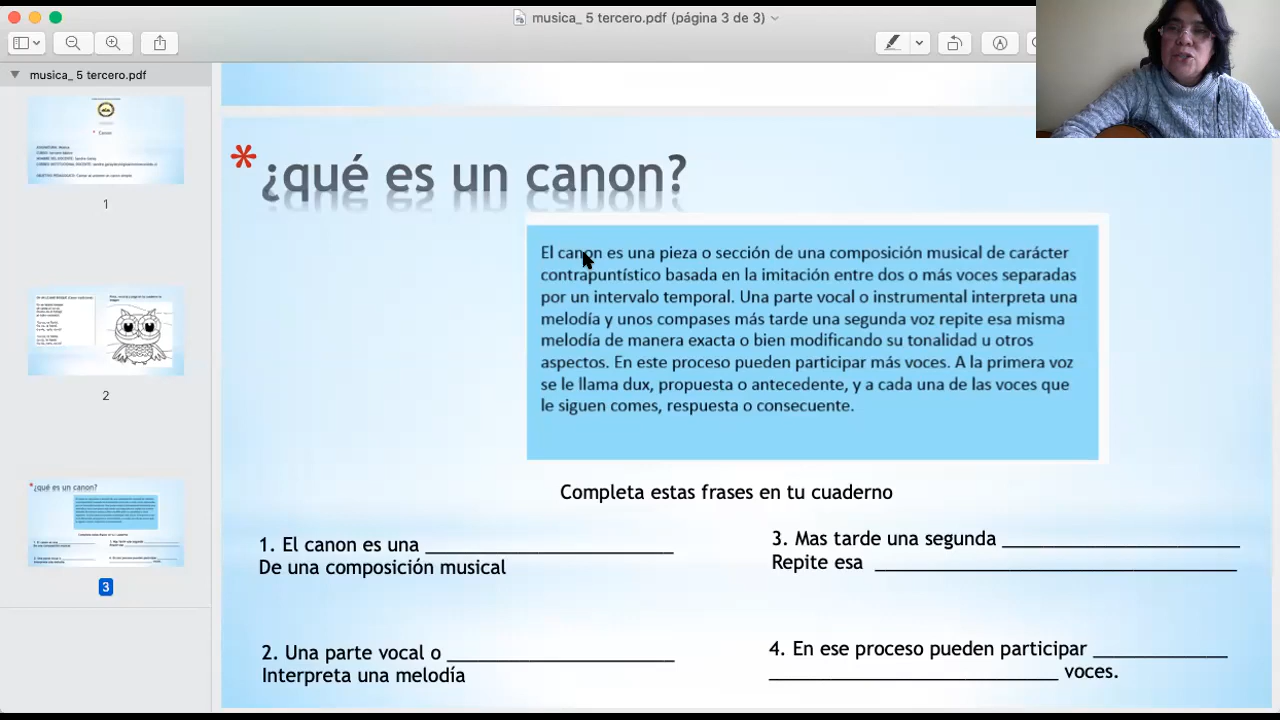 musica_ 5 tercero.pdf (página 3 de 3)
musica_ 5 tercero.pdf
1
2
3
* ¿qué es un canon?
El canon es una pieza o sección de una composición musical de carácter
contrapuntístico basada en la imitación entre dos o más voces separadas
por un intervalo temporal. Una parte vocal o instrumental interpreta una
melodía y unos compases más tarde una segunda voz repite esa misma
melodía de manera exacta o bien modificando su tonalidad u otros
aspectos. En este proceso pueden participar más voces. A la primera voz
se le llama dux, propuesta o antecedente, y a cada una de las voces que
le siguen comes, respuesta o consecuente.
Completa estas frases en tu cuaderno
1. El canon es una ________________________
De una composición musical
2. Una parte vocal o ______________________
Interpreta una melodía
3. Mas tarde una segunda _______________________
Repite esa ___________________________________
4. En ese proceso pueden participar _____________
____________________________ voces.